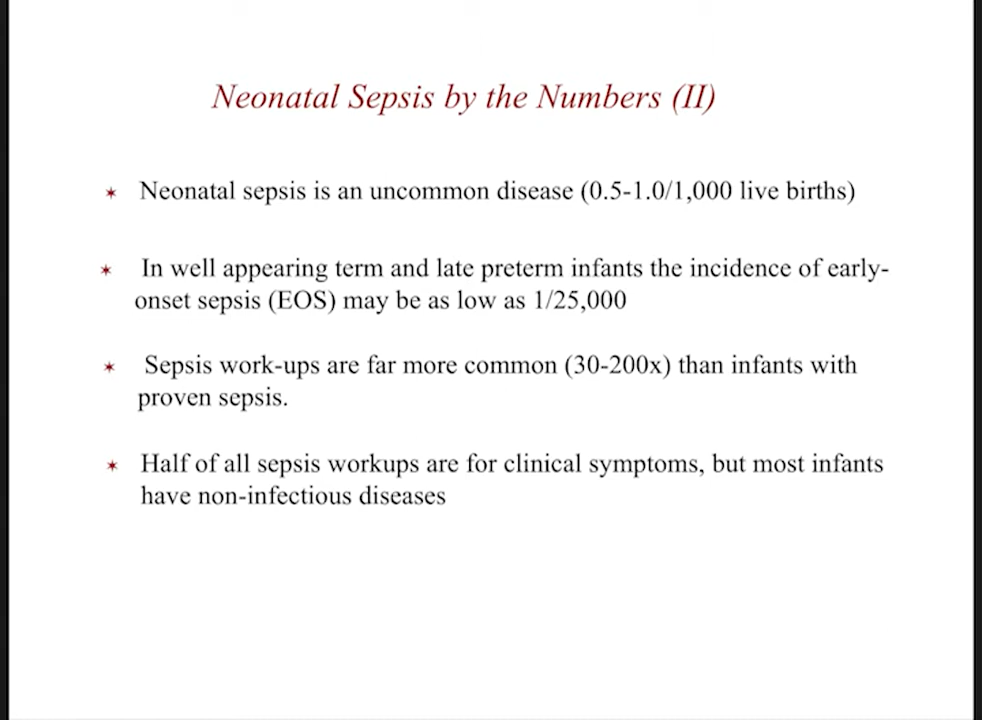 Neonatal Sepsis by the Numbers (II)
Neonatal sepsis is an uncommon disease (0.5-1.0/1,000 live births)
In well appearing term and late preterm infants the incidence of early-
onset sepsis (EOS) may be as low as 1/25,000
Sepsis work-ups are far more common (30-200x) than infants with
proven sepsis.
Half of all sepsis workups are for clinical symptoms, but most infants
have non-infectious diseases